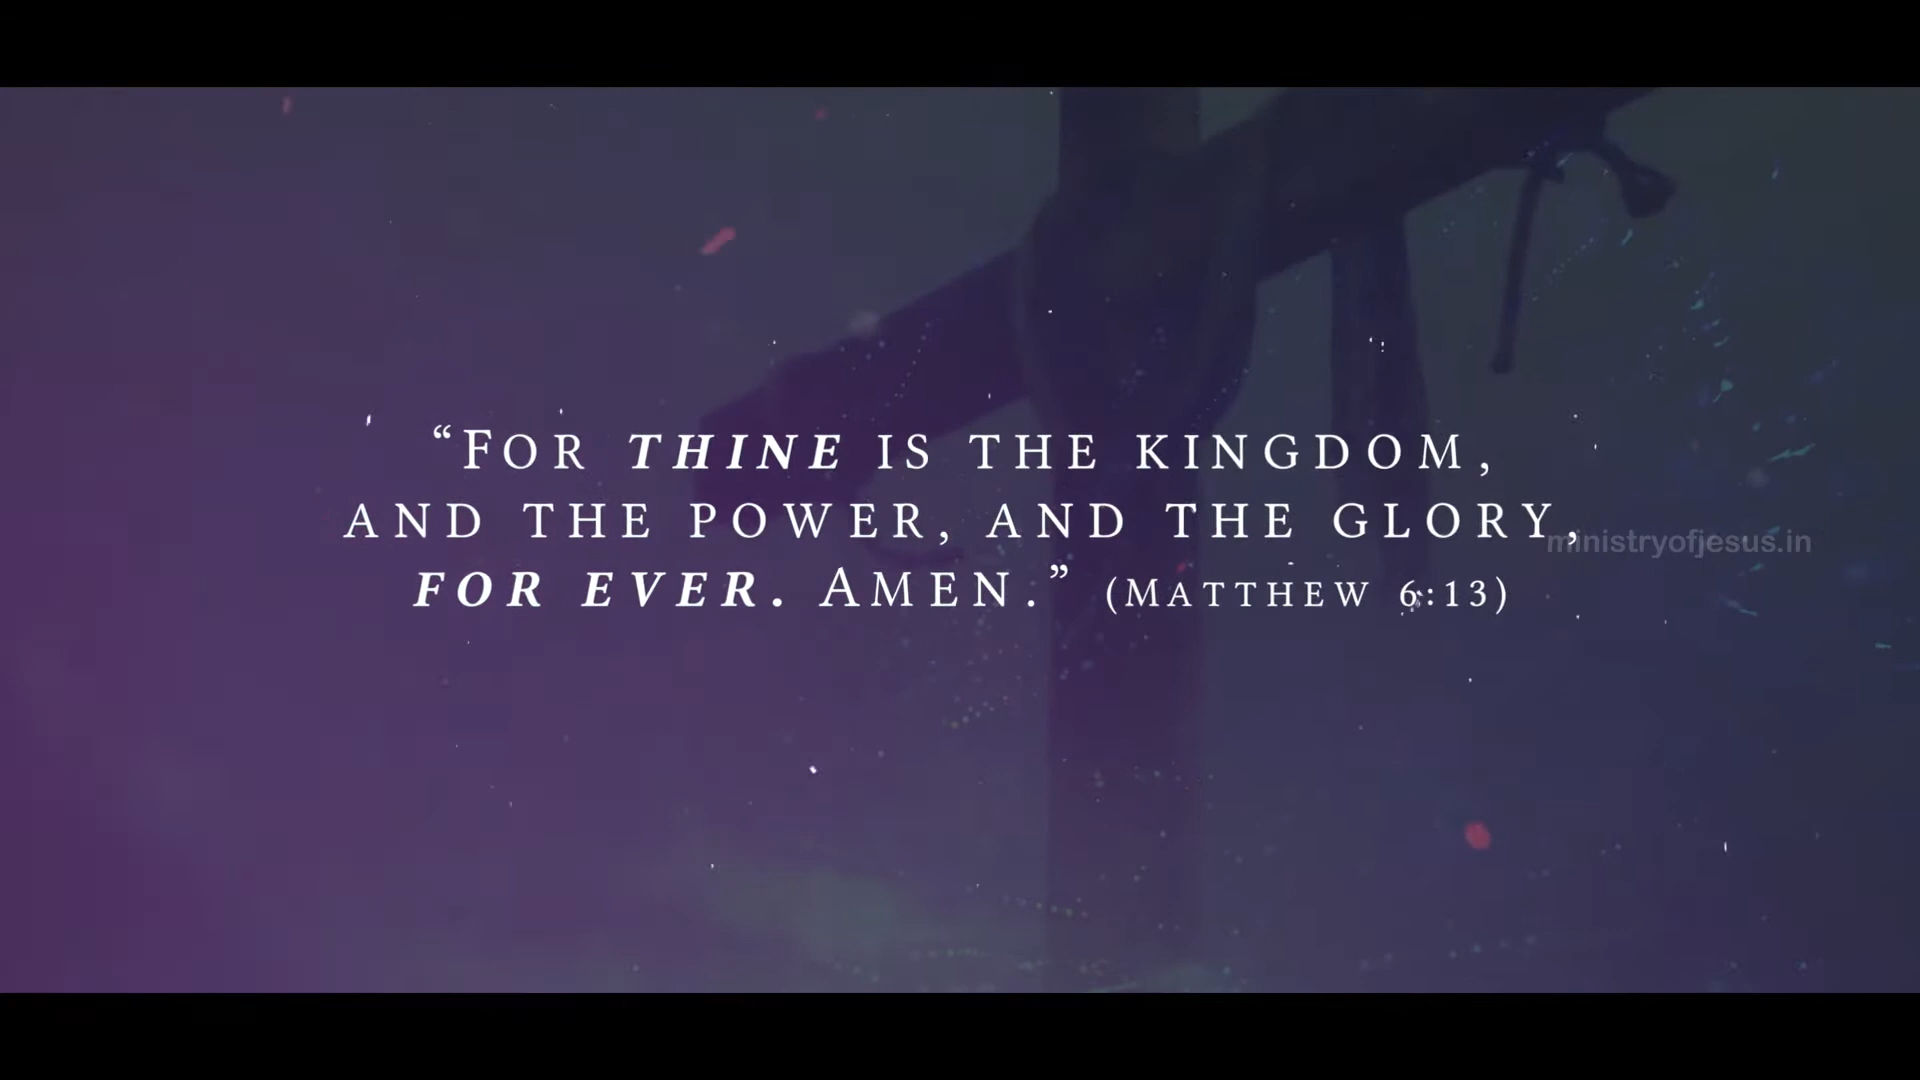 “For THINE IS THE KINGDOM,
AND THE POWER, AND THE GLORY,
FOR EVER. AMEN.” (MATTHEW 6:13)
ministryofjesus.in